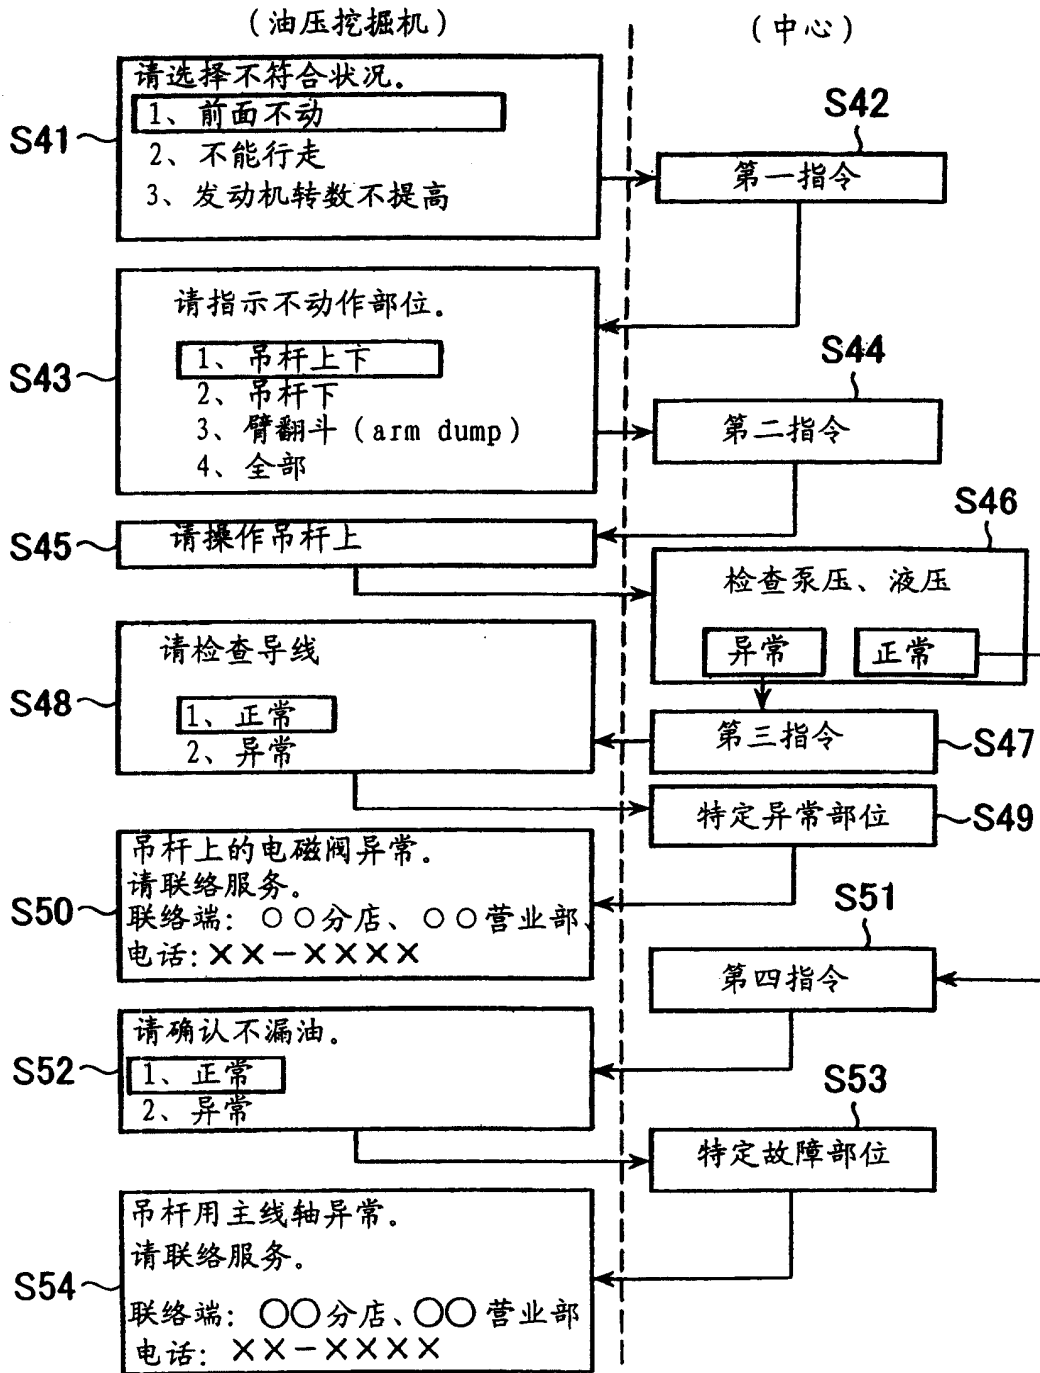 (油压挖掘机)
(中心)
S41
请选择不符合状况。
1、前面不动
2、不能行走
3、发动机转数不提高
S42
第一指令
S43
请指示不动作部位。
1、吊杆上下
2、吊杆下
3、臂翻斗(arm dump)
4、全部
S44
第二指令
S45
请操作吊杆上
S46
检查泵压、液压
异常
正常
S48
请检查导线
1、正常
2、异常
第三指令
S47
特定异常部位
S49
S50
吊杆上的电磁阀异常。
请联络服务。
联络端: ○○分店、○○营业部、
电话:××-××××
S51
第四指令
S52
请确认不漏油。
1、正常
2、异常
S53
特定故障部位
S54
吊杆用主线轴异常。
请联络服务。
联络端: ○○分店、○○营业部
电话: ××-××××